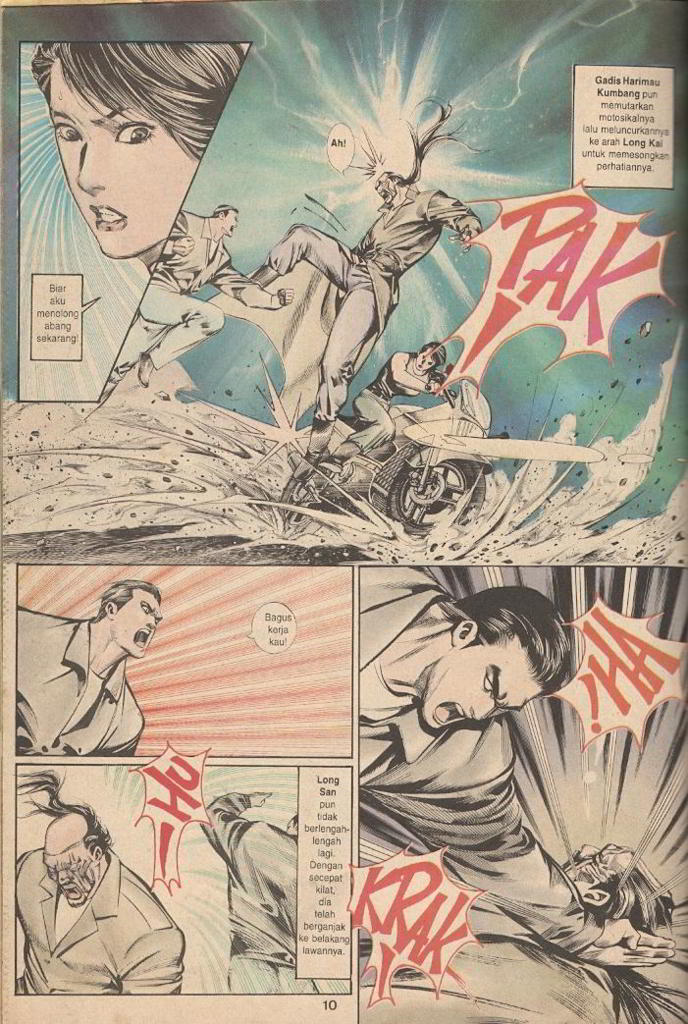 Biar
aku
menolong
abang
sekarang!
Ah!
Gadis Harimau
Kumbang pun
memutarkan
motosikalnya
lalu meluncurkannya
ke arah Long Kai
untuk memesongkan
perhatiannya.
PAK
!
Bagus
kerja
kau!
HU
!
Long
San
pun
tidak
berlengah-
lengah
lagi.
Dengan
secepat
kilat,
dia
telah
berganjak
ke belakang
lawannya.
HA
!
KRAK
!
10